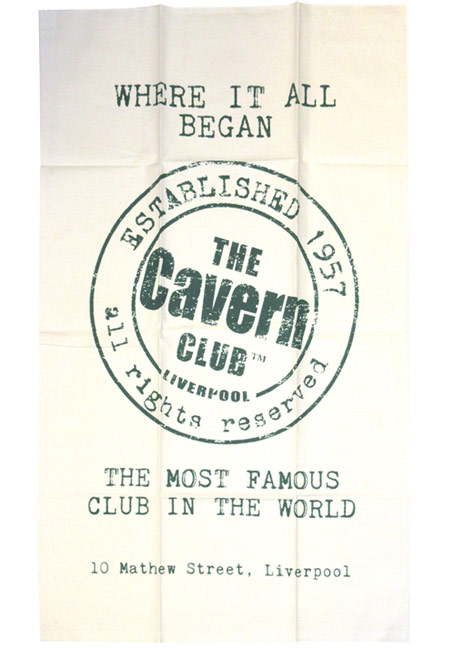 WHERE IT ALL
BEGAN
ESTABLISHED 1957
THE
Cavern
CLUB™
LIVERPOOL
all rights reserved
THE MOST FAMOUS
CLUB IN THE WORLD
10 Mathew Street, Liverpool